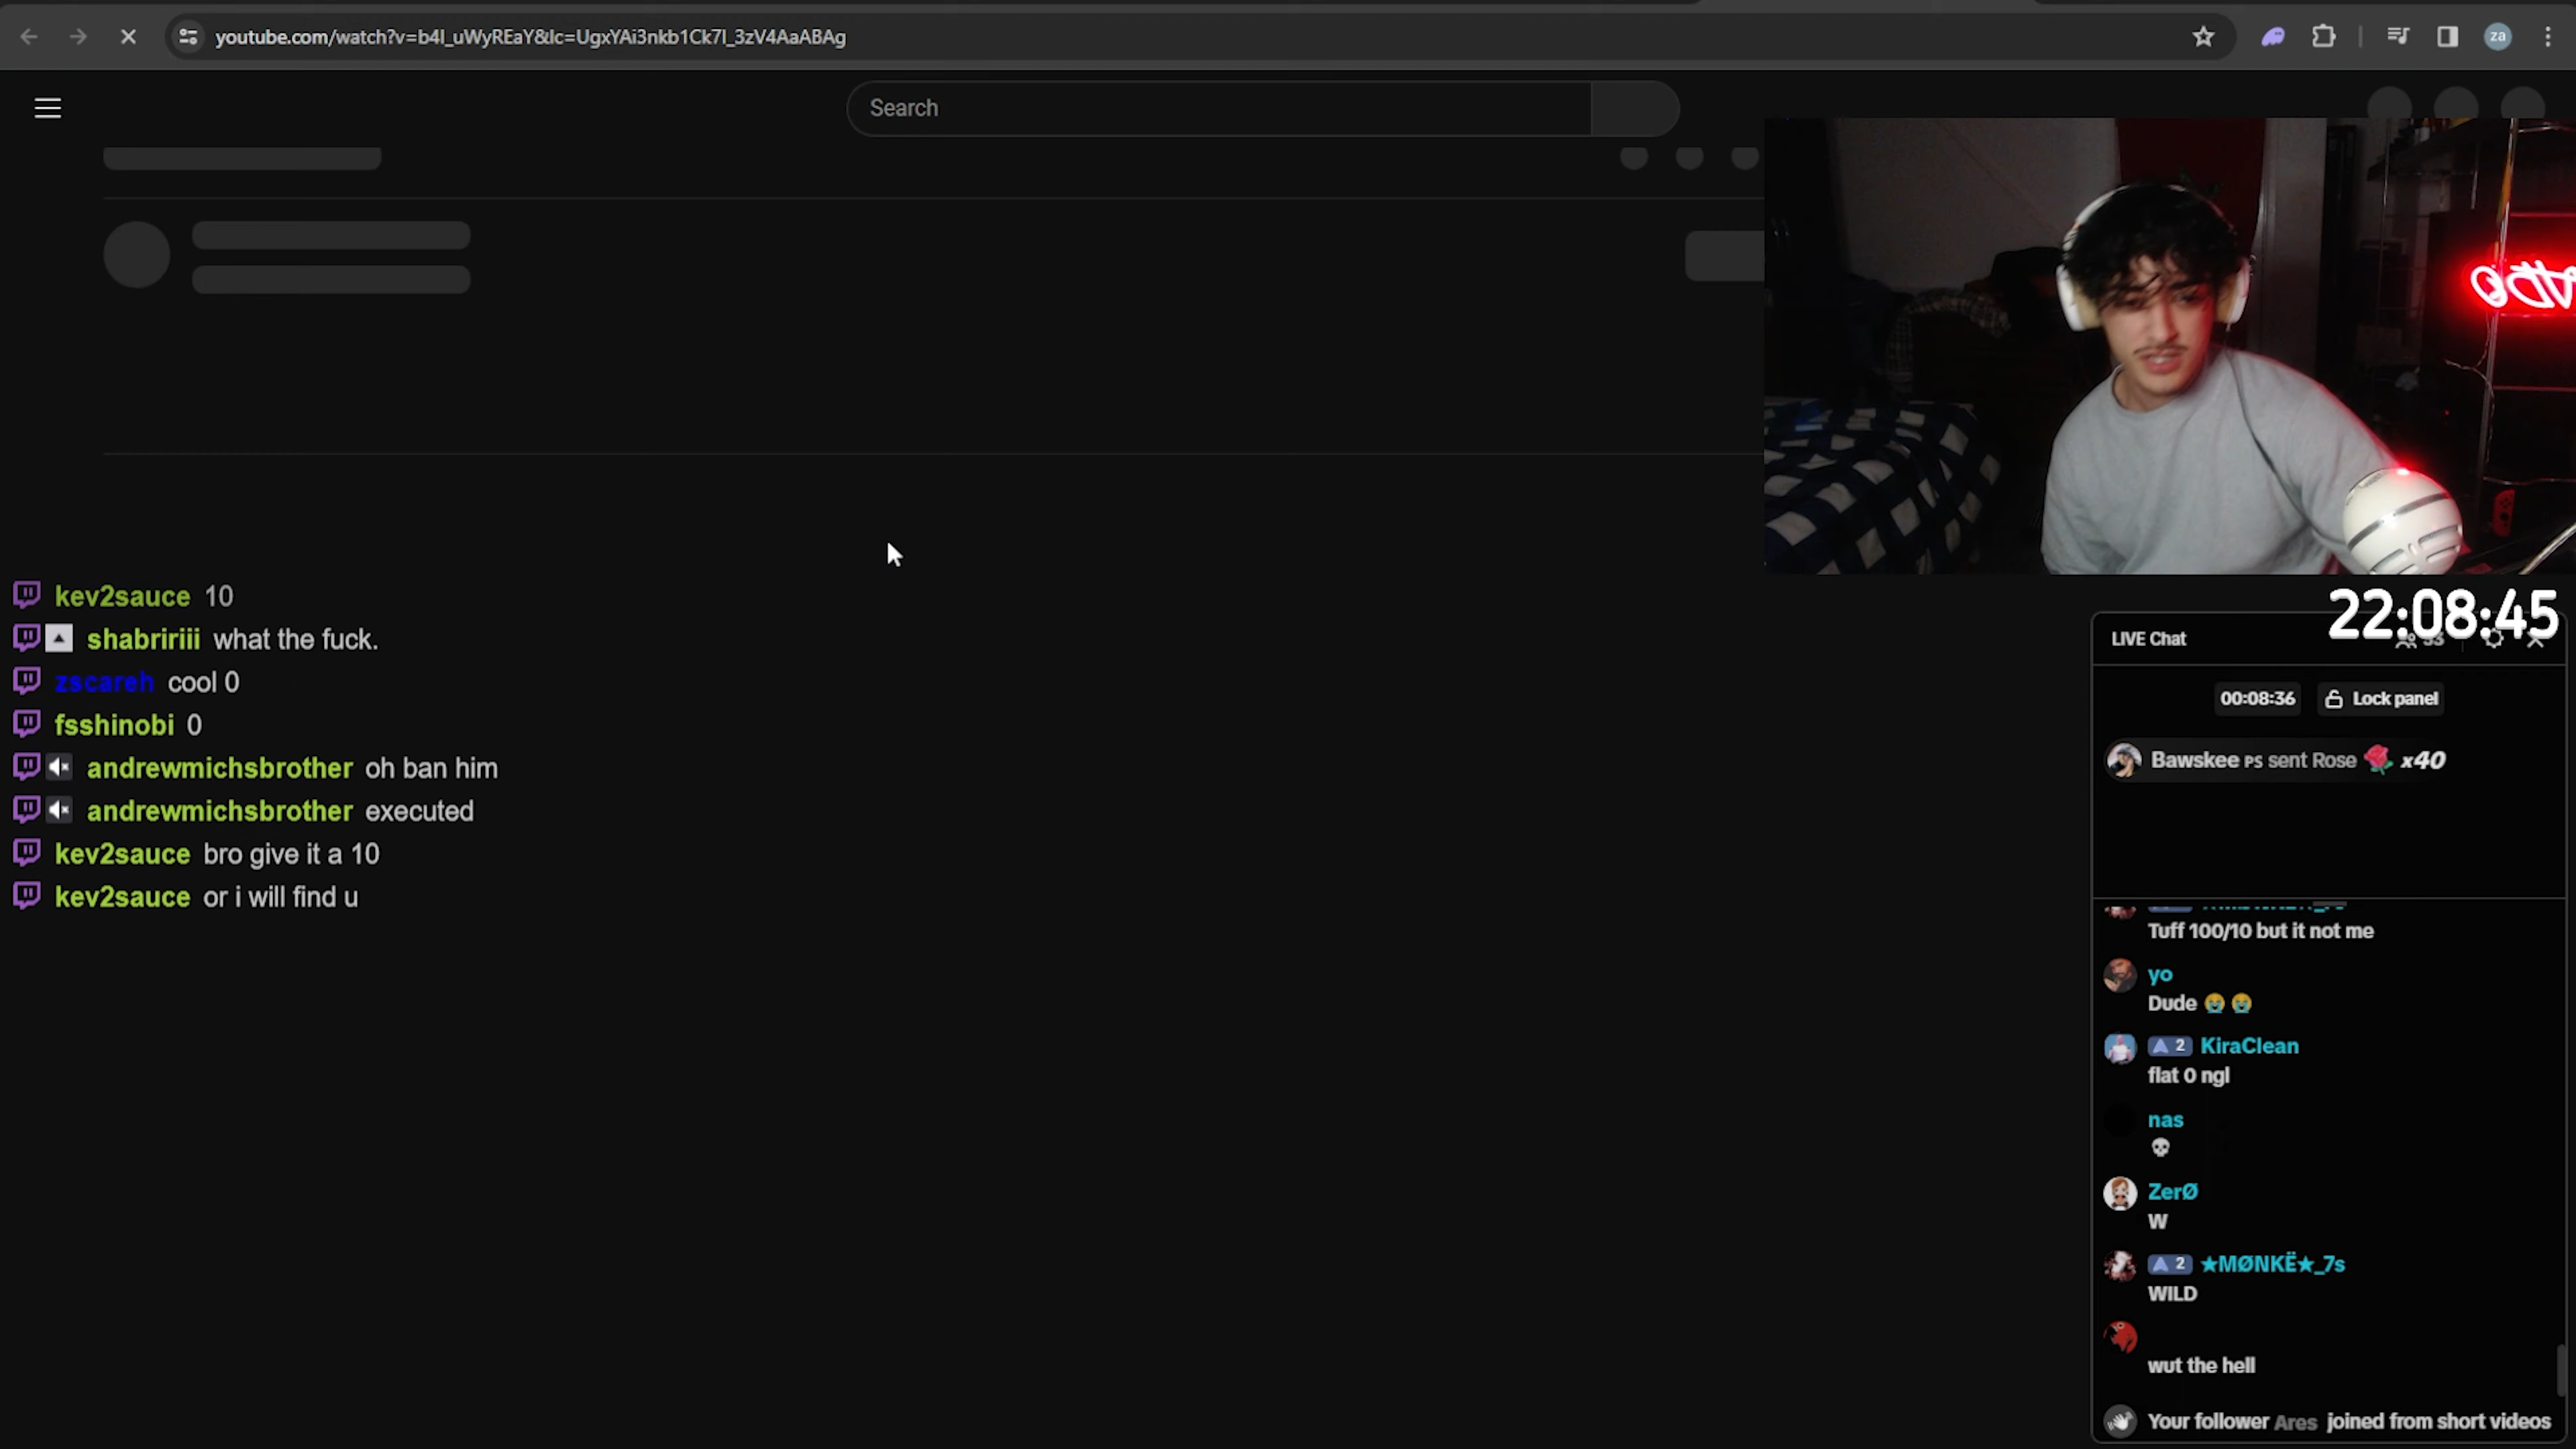 youtube.com/watch?v=b4I_uWyREaY&lc=UgxYAi3nkb1Ck7I_3zV4AaABAg
za
Search
kev2sauce 10
shabririii what the fuck.
zscareh cool 0
fsshinobi 0
andrewmichsbrother oh ban him
andrewmichsbrother executed
kev2sauce bro give it a 10
kev2sauce or i will find u
22:08:45
LIVE Chat
00:08:36 Lock panel
Bawskee PS sent Rose x40
Tuff 100/10 but it not me
yo
Dude 😭 😭
2 KiraClean
flat 0 ngl
nas
💀
ZerØ
W
2 ★MØNKË★_7s
WILD
wut the hell
Your follower Ares joined from short videos